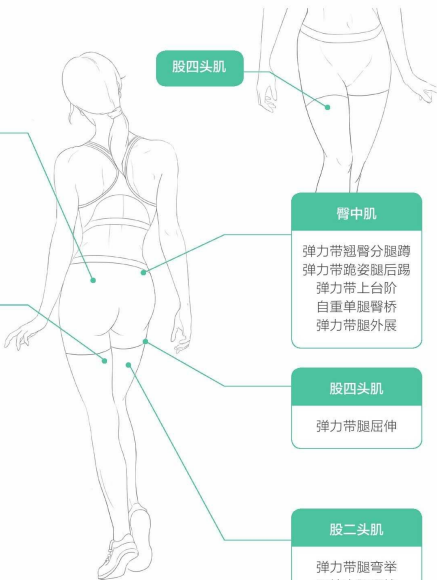 股四头肌
臀中肌
弹力带翘臀分腿蹲
弹力带跪姿腿后踢
弹力带上台阶
自重单腿臀桥
弹力带腿外展
股四头肌
弹力带腿屈伸
股二头肌
弹力带腿弯举